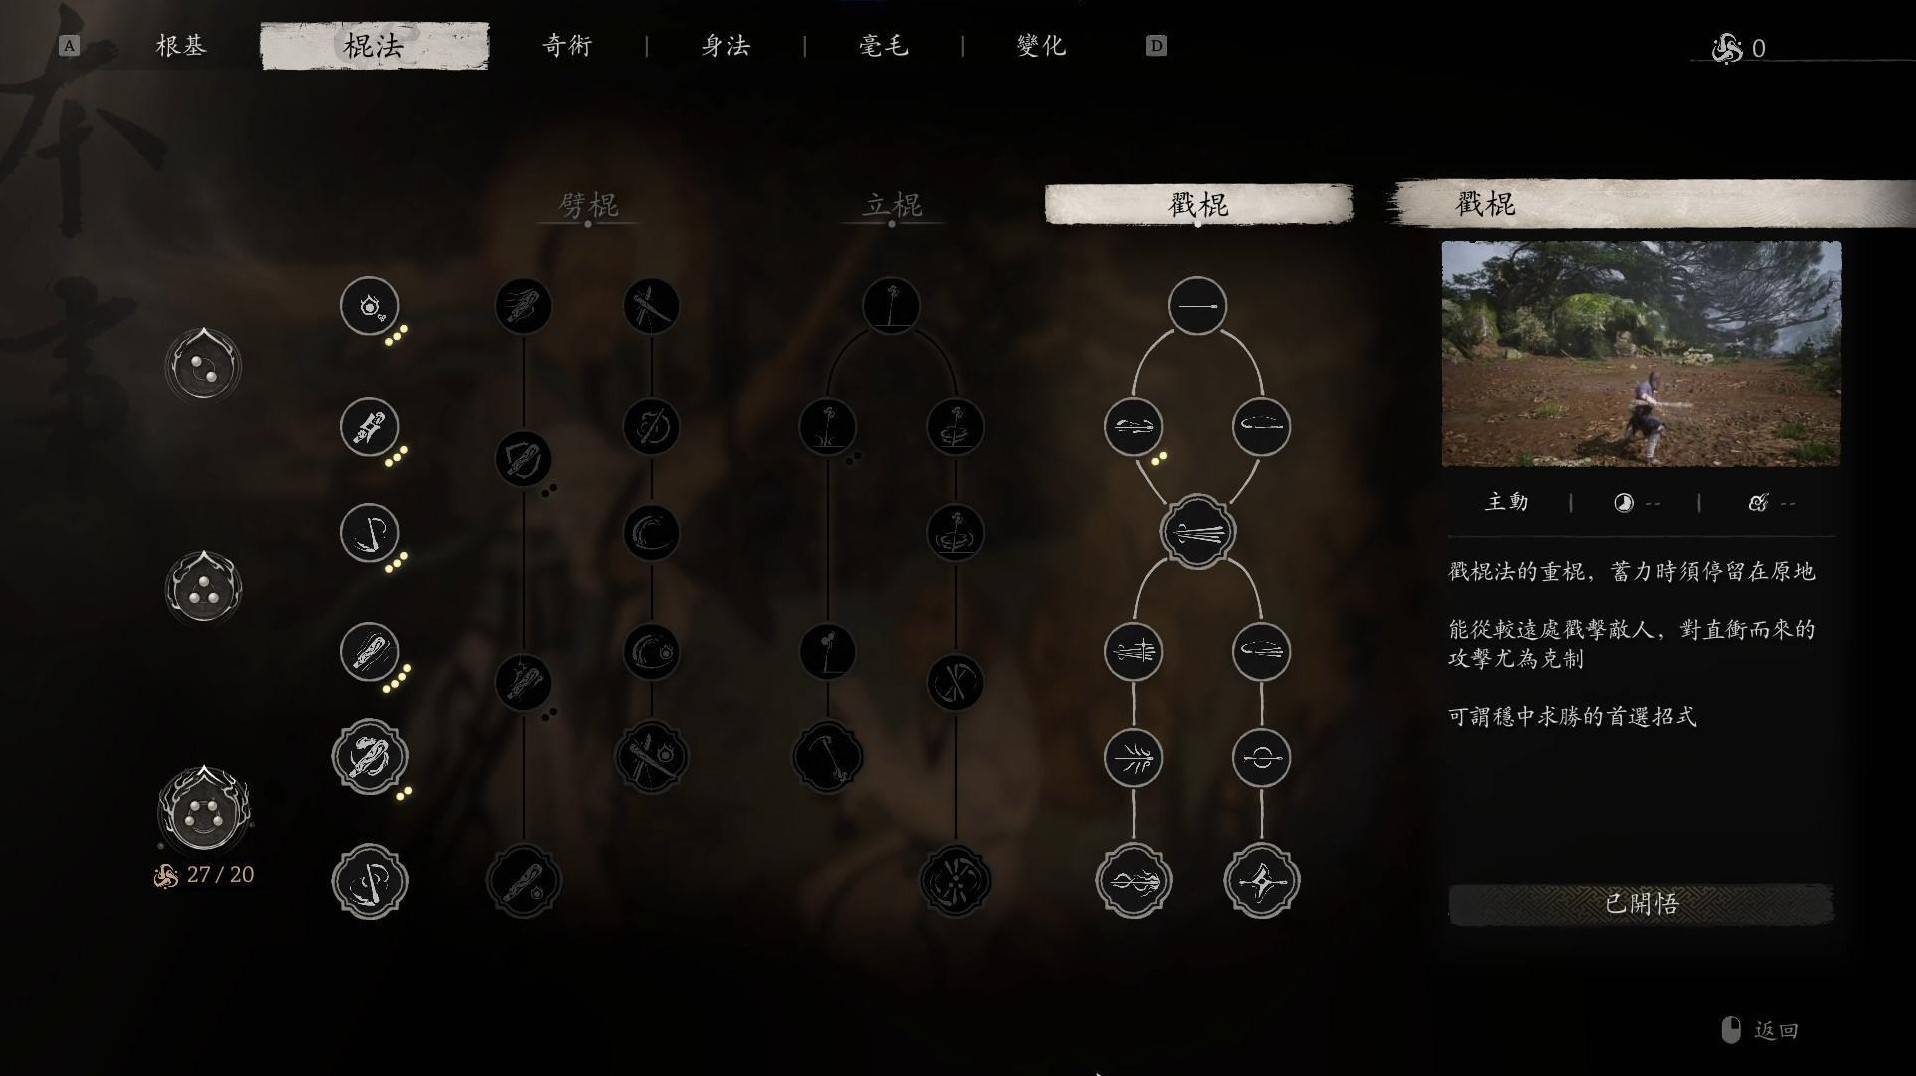 A
根基
棍法
奇術
身法
毫毛
變化
D
0
劈棍
立棍
戳棍
戳棍
主動
--
--
戳棍法的重棍，蓄力時須停留在原地
能從較遠處戳擊敵人，對直衝而來的
攻擊尤為克制
可謂穩中求勝的首選招式
27 / 20
已開悟
返回